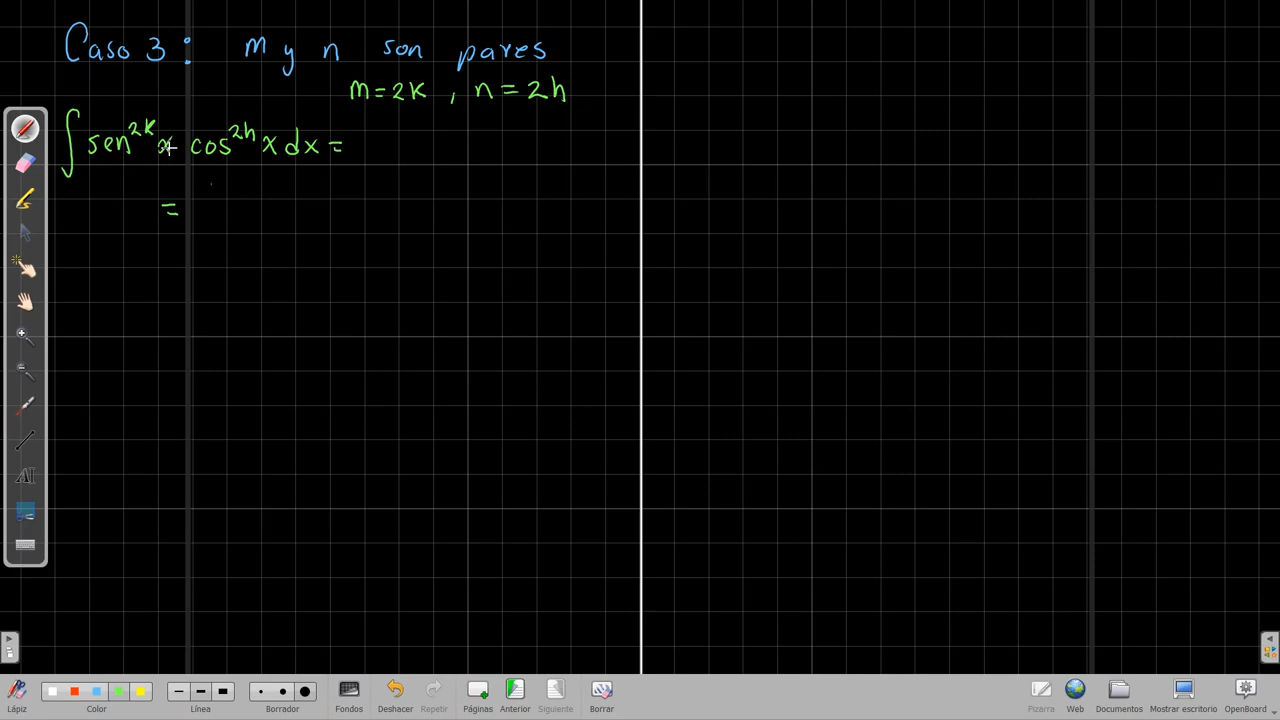 Caso 3: m y n son pares
m=2k , n=2h
∫ sen^{2k} x cos^{2h} x dx =
=
Lápiz Color Línea Borrador Fondos Deshacer Repetir Páginas Anterior Siguiente Borrar Pizarra Web Documentos Mostrar escritorio OpenBoard